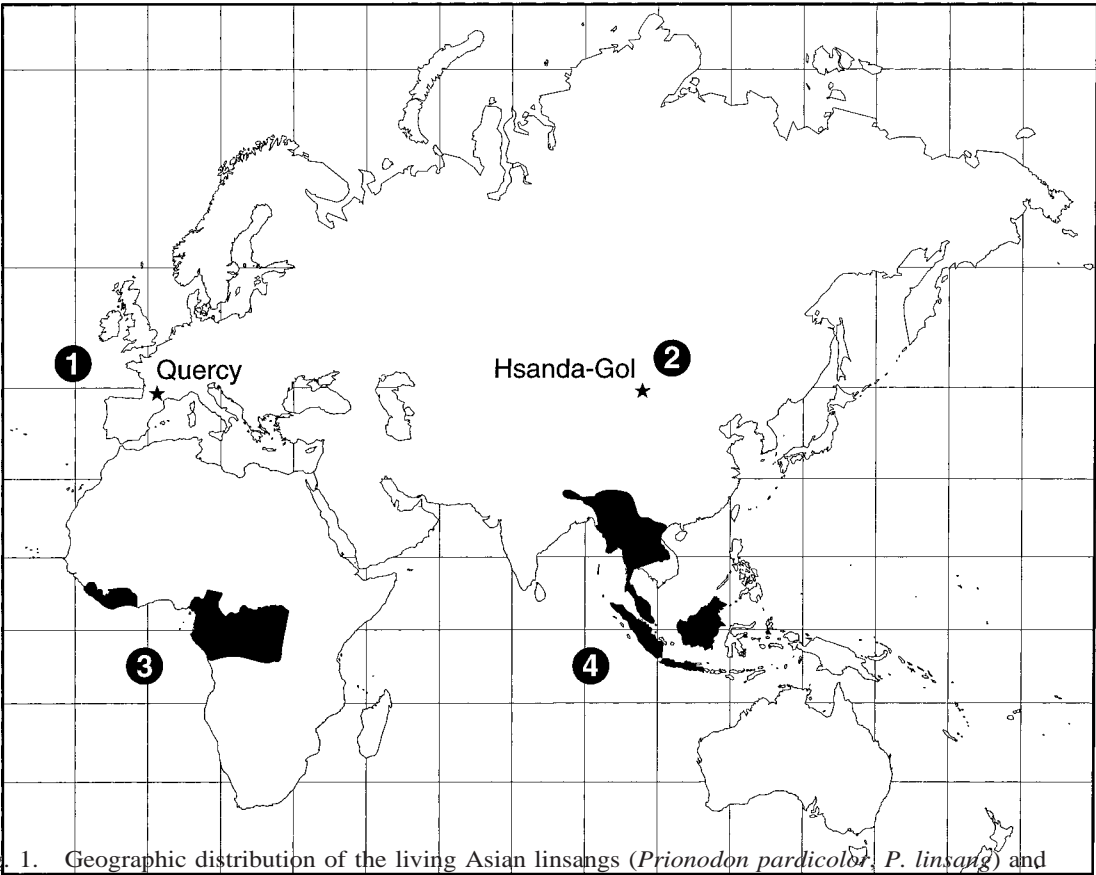 1
Quercy
Hsanda-Gol
2
3
4
. 1. Geographic distribution of the living Asian linsangs (Prionodon pardicolor, P. linsang) and